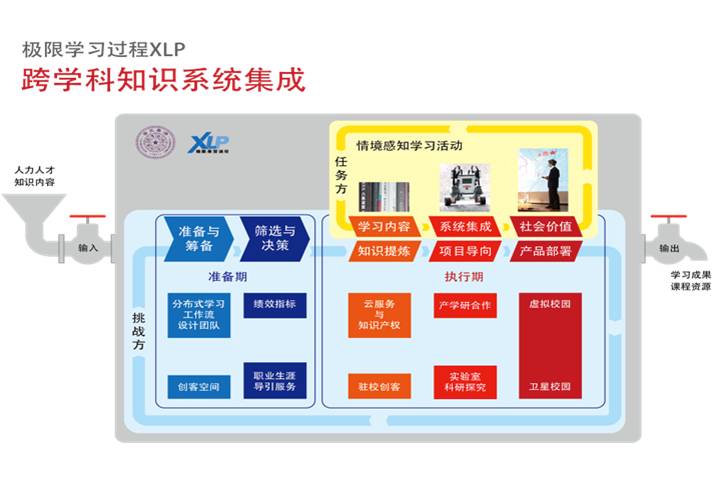 极限学习过程XLP
跨学科知识系统集成
XLP
情境感知学习活动
任务方
人力人才
知识内容
输入
准备与
筹备
筛选与
决策
学习内容
系统集成
社会价值
知识提炼
项目导向
产品部署
输出
学习成果
课程资源
准备期
执行期
挑战方
分布式学习
工作流
设计团队
绩效指标
云服务
与
知识产权
产学研合作
虚拟校园
创客空间
职业生涯
导引服务
驻校创客
实验室
科研探究
卫星校园